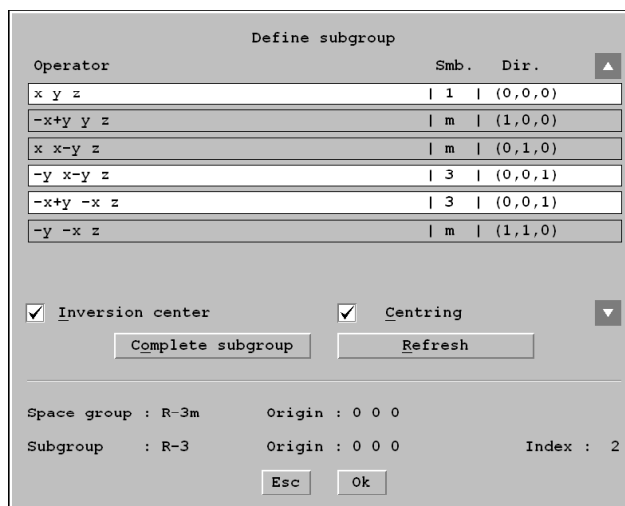 Define subgroup
Operator Smb. Dir.
x y z | 1 | (0,0,0)
-x+y y z | m | (1,0,0)
x x-y z | m | (0,1,0)
-y x-y z | 3 | (0,0,1)
-x+y -x z | 3 | (0,0,1)
-y -x z | m | (1,1,0)
Inversion center Centring
Complete subgroup Refresh
Space group : R-3m Origin : 0 0 0
Subgroup : R-3 Origin : 0 0 0 Index : 2
Esc Ok